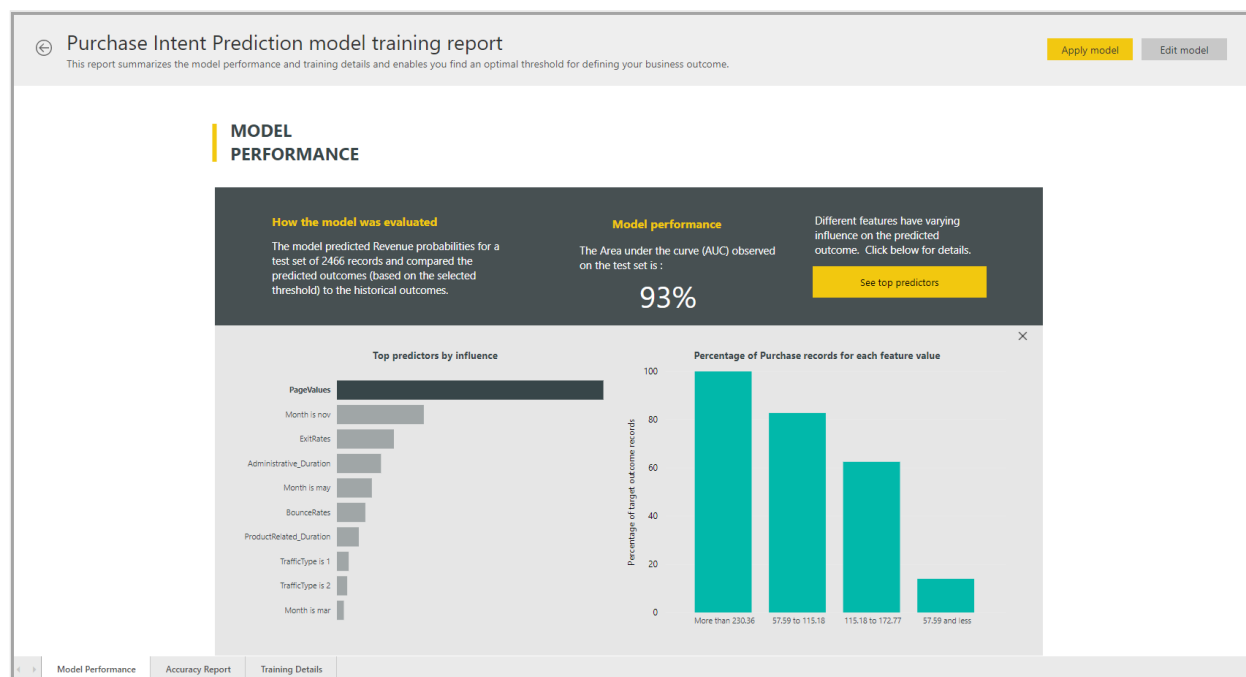 Purchase Intent Prediction model training report
This report summarizes the model performance and training details and enables you find an optimal threshold for defining your business outcome.
Apply model
Edit model
MODEL
PERFORMANCE
How the model was evaluated
The model predicted Revenue probabilities for a
test set of 2466 records and compared the
predicted outcomes (based on the selected
threshold) to the historical outcomes.
Model performance
The Area under the curve (AUC) observed
on the test set is :
93%
Different features have varying
influence on the predicted
outcome. Click below for details.
See top predictors
Top predictors by influence
PageValues
Month is nov
ExitRates
Administrative_Duration
Month is may
BounceRates
ProductRelated_Duration
TrafficType is 1
TrafficType is 2
Month is mar
Percentage of Purchase records for each feature value
Percentage of target outcome records
100
80
60
40
20
0
More than 230.36
57.59 to 115.18
115.18 to 172.77
57.59 and less
Model Performance
Accuracy Report
Training Details